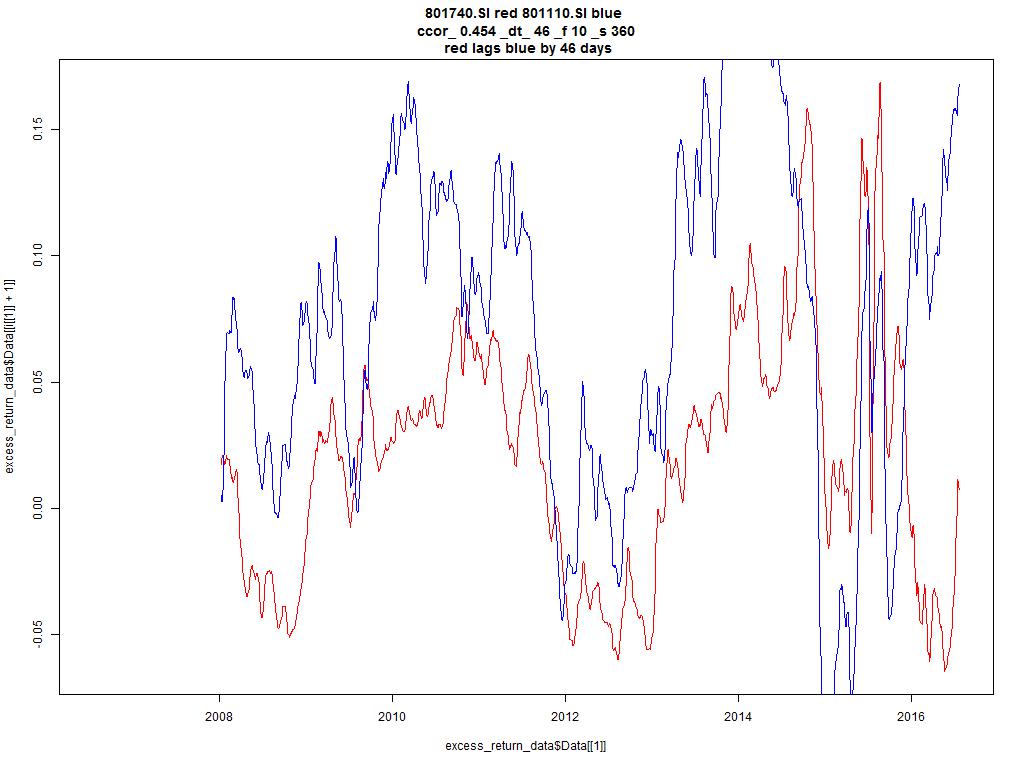 801740.SI red 801110.SI blue
ccor_ 0.454 _dt_ 46 _f 10 _s 360
red lags blue by 46 days
excess_return_data$Data[[i[[1]] + 1]]
0.15
0.10
0.05
0.00
-0.05
2008 2010 2012 2014 2016
excess_return_data$Data[[1]]